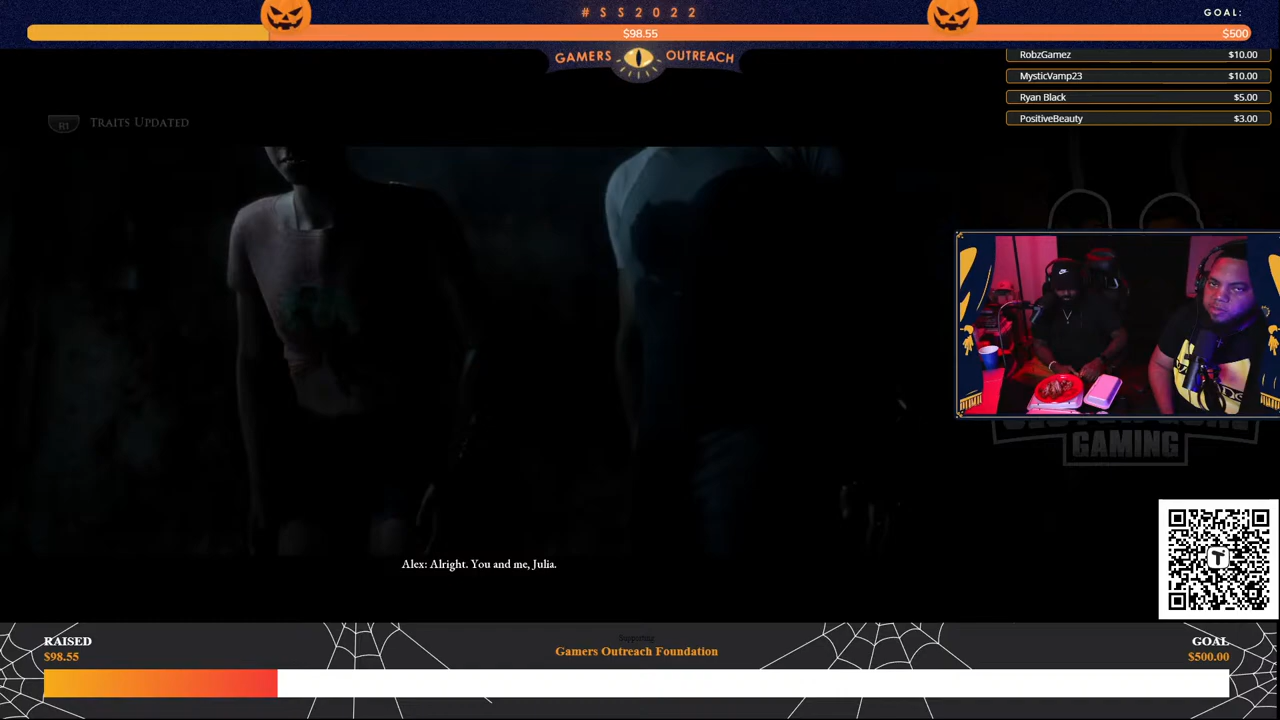 #SS2022
GOAL:
$98.55
$500
GAMERS OUTREACH
RobzGamez $10.00
MysticVamp23 $10.00
Ryan Black $5.00
PositiveBeauty $3.00
R1 TRAITS UPDATED
GAMING
Alex: Alright. You and me, Julia.
T
RAISED
$98.55
Supporting
Gamers Outreach Foundation
GOAL
$500.00